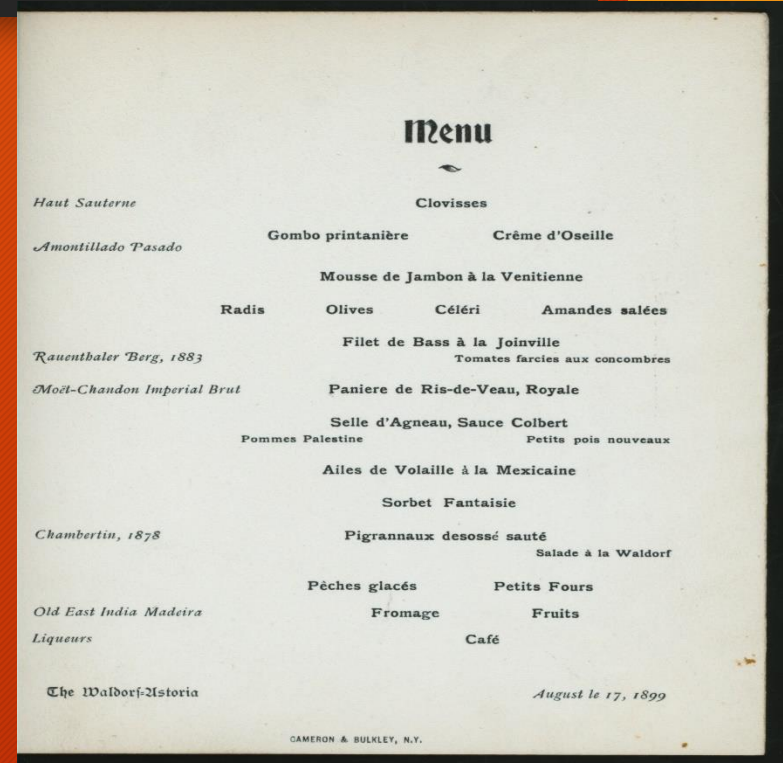 Menu
Haut Sauterne Clovisses
Gombo printanière Crême d'Oseille
Amontillado Pasado
Mousse de Jambon à la Venitienne
Radis Olives Céléri Amandes salées
Filet de Bass à la Joinville
Rauenthaler Berg, 1883 Tomates farcies aux concombres
Moët-Chandon Imperial Brut Paniere de Ris-de-Veau, Royale
Selle d'Agneau, Sauce Colbert
Pommes Palestine Petits pois nouveaux
Ailes de Volaille à la Mexicaine
Sorbet Fantaisie
Chambertin, 1878 Pigrannaux desossé sauté
Salade à la Waldorf
Pêches glacés Petits Fours
Old East India Madeira Fromage Fruits
Liqueurs Café
The Waldorf-Astoria August le 17, 1899
CAMERON & BULKLEY, N.Y.